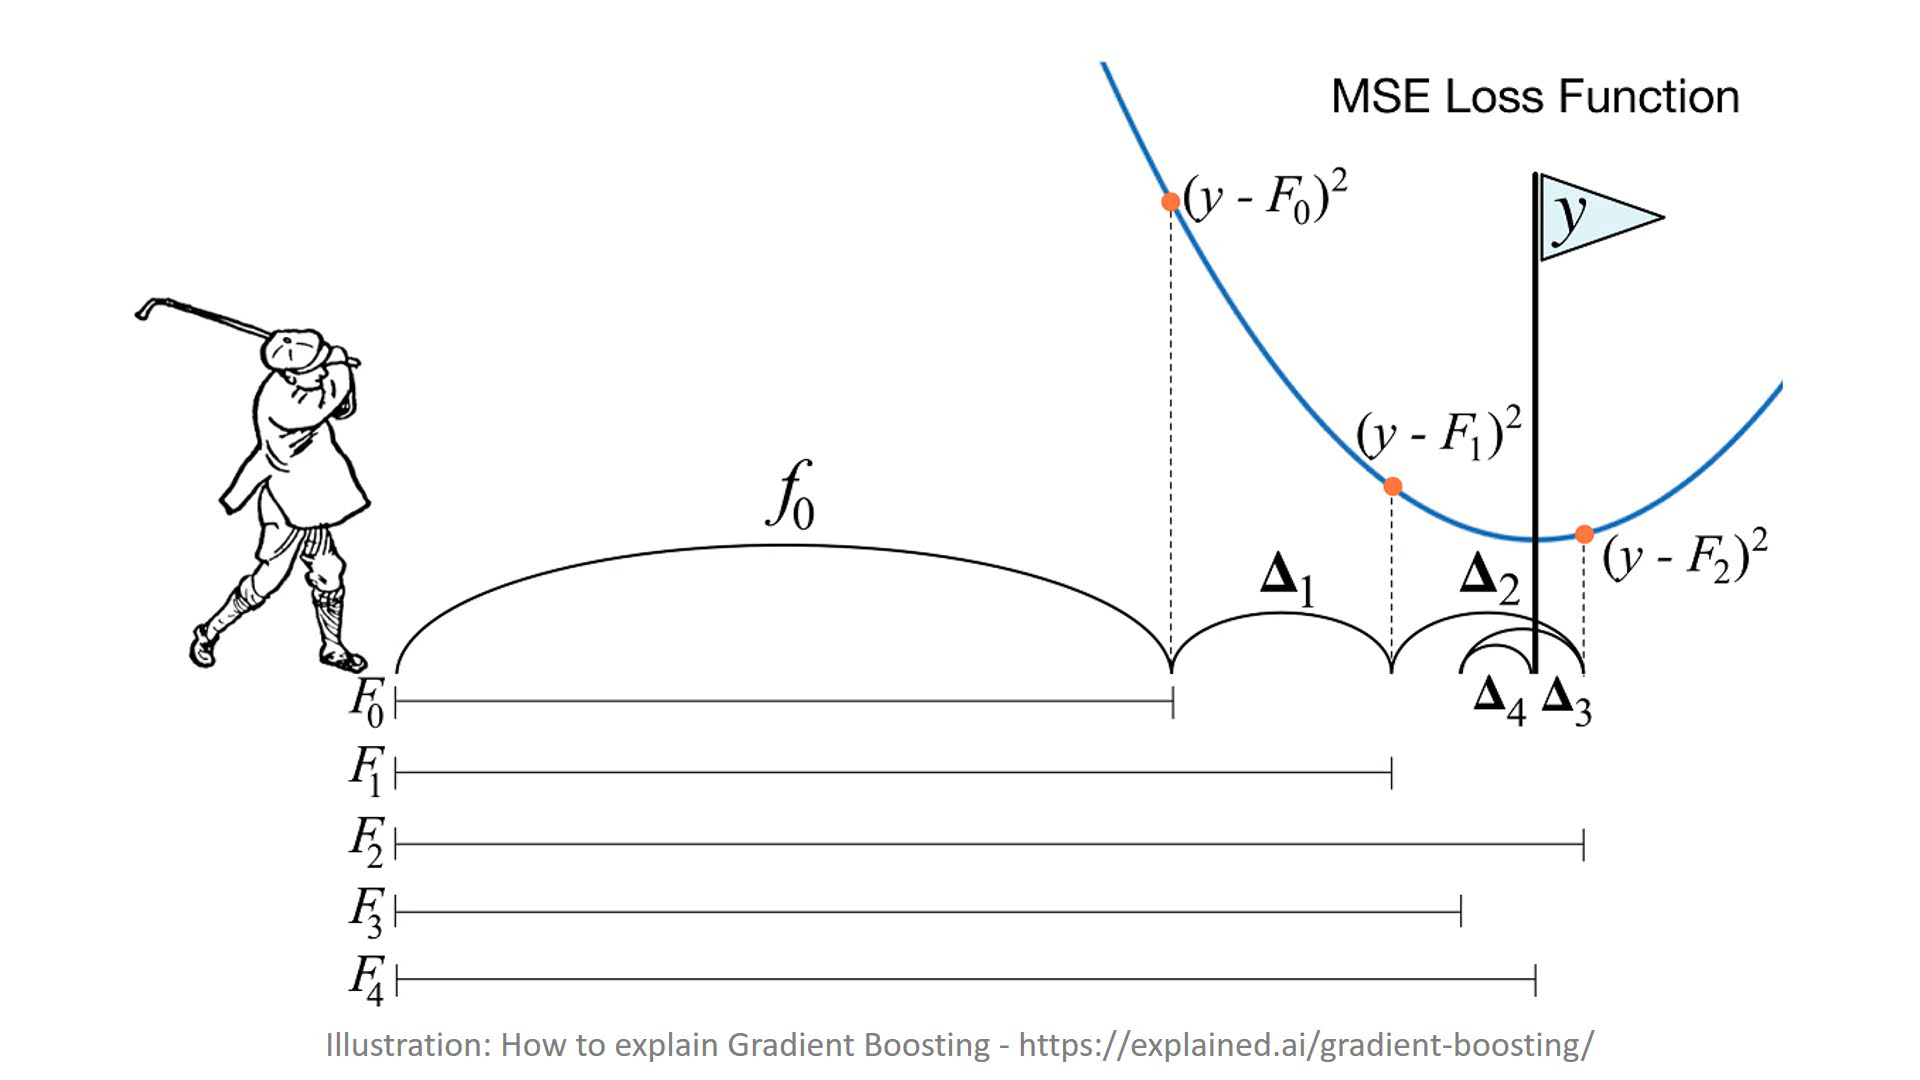 MSE Loss Function
(y - F₀)²
y
(y - F₁)²
f₀
Δ₁
Δ₂
(y - F₂)²
Δ₄
Δ₃
F₀
F₁
F₂
F₃
F₄
Illustration: How to explain Gradient Boosting - https://explained.ai/gradient-boosting/